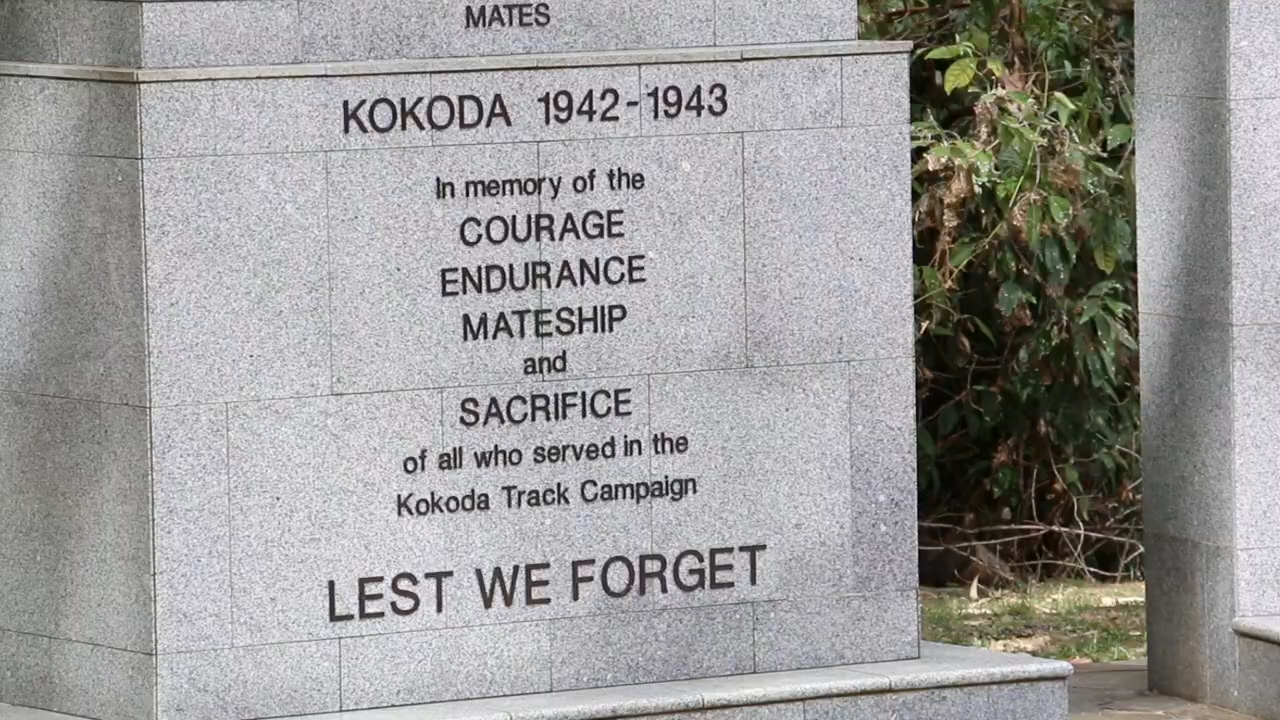 MATES
KOKODA 1942-1943
In memory of the
COURAGE
ENDURANCE
MATESHIP
and
SACRIFICE
of all who served in the
Kokoda Track Campaign
LEST WE FORGET